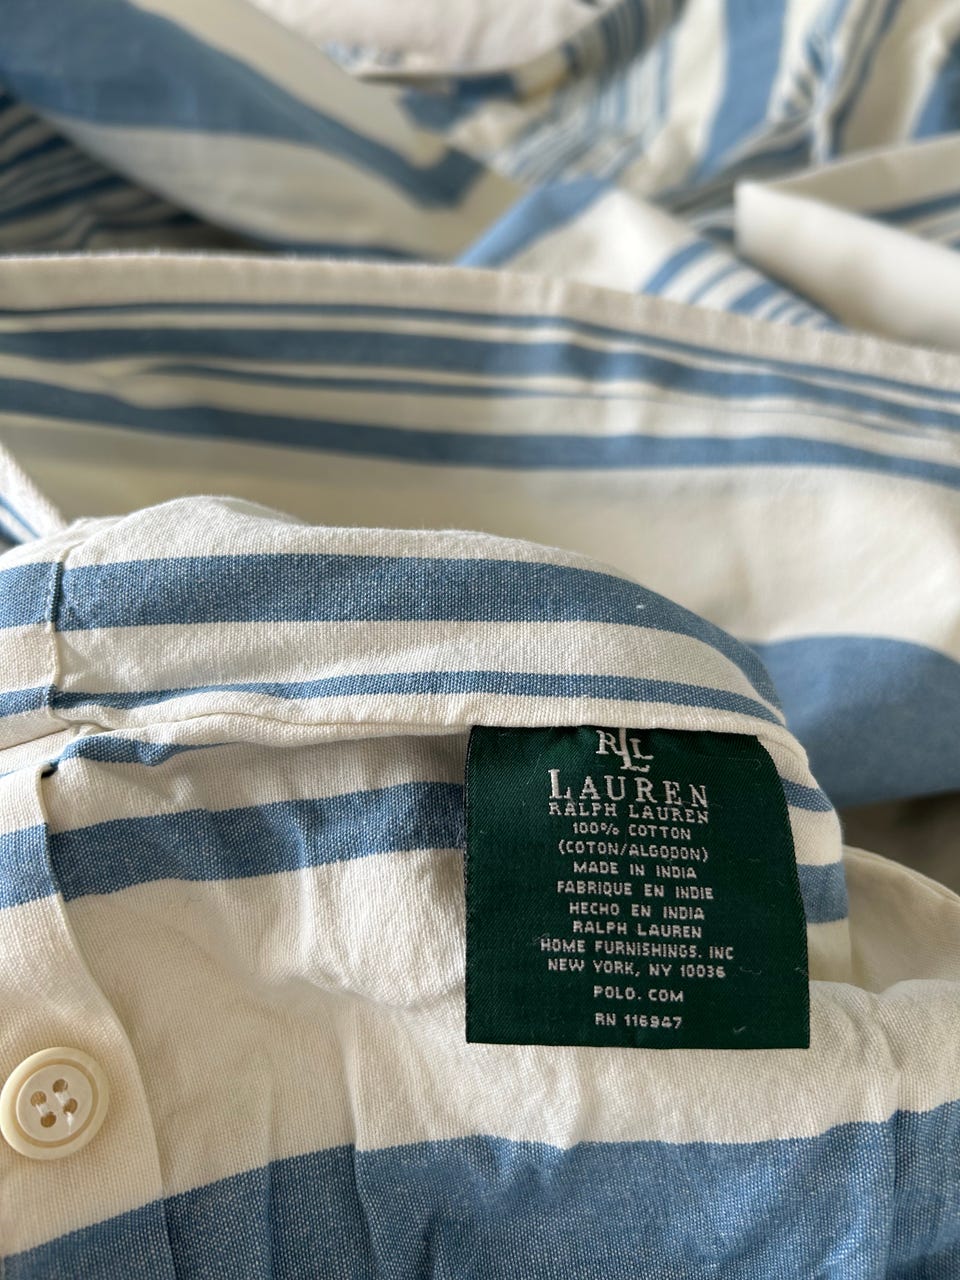 RLL
LAUREN
RALPH LAUREN
100% COTTON
(COTON/ALGODON)
MADE IN INDIA
FABRIQUE EN INDIE
HECHO EN INDIA
RALPH LAUREN
HOME FURNISHINGS. INC
NEW YORK, NY 10036
POLO. COM
RN 116947